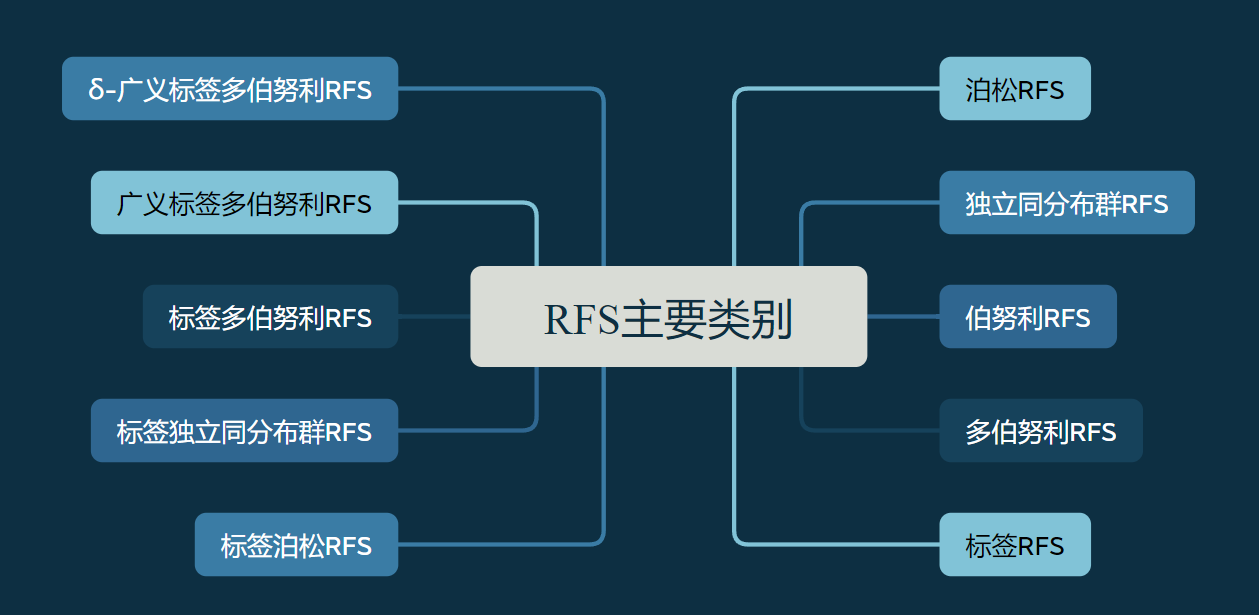 δ-广义标签多伯努利RFS
泊松RFS
广义标签多伯努利RFS
独立同分布群RFS
标签多伯努利RFS
RFS主要类别
伯努利RFS
标签独立同分布群RFS
多伯努利RFS
标签泊松RFS
标签RFS